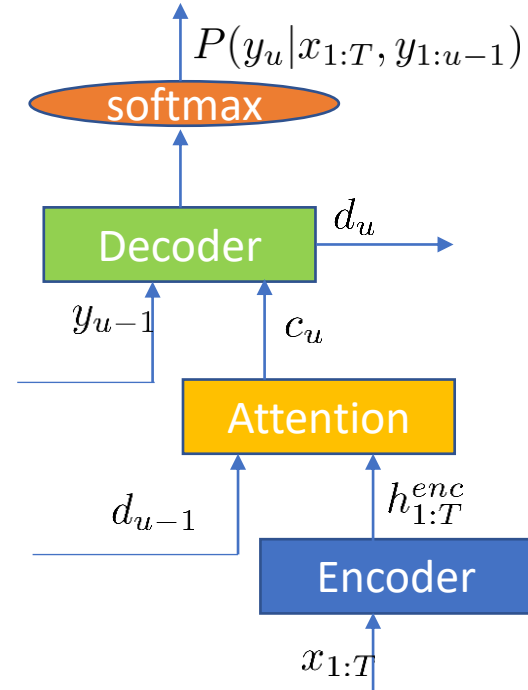 P(y_u|x_{1:T}, y_{1:u-1})
softmax
Decoder
d_u
y_{u-1}
c_u
Attention
d_{u-1}
h^{enc}_{1:T}
Encoder
x_{1:T}